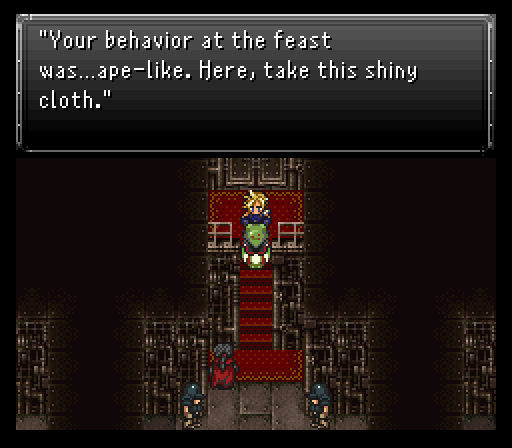 "Your behavior at the feast
was...ape-like. Here, take this shiny
cloth."